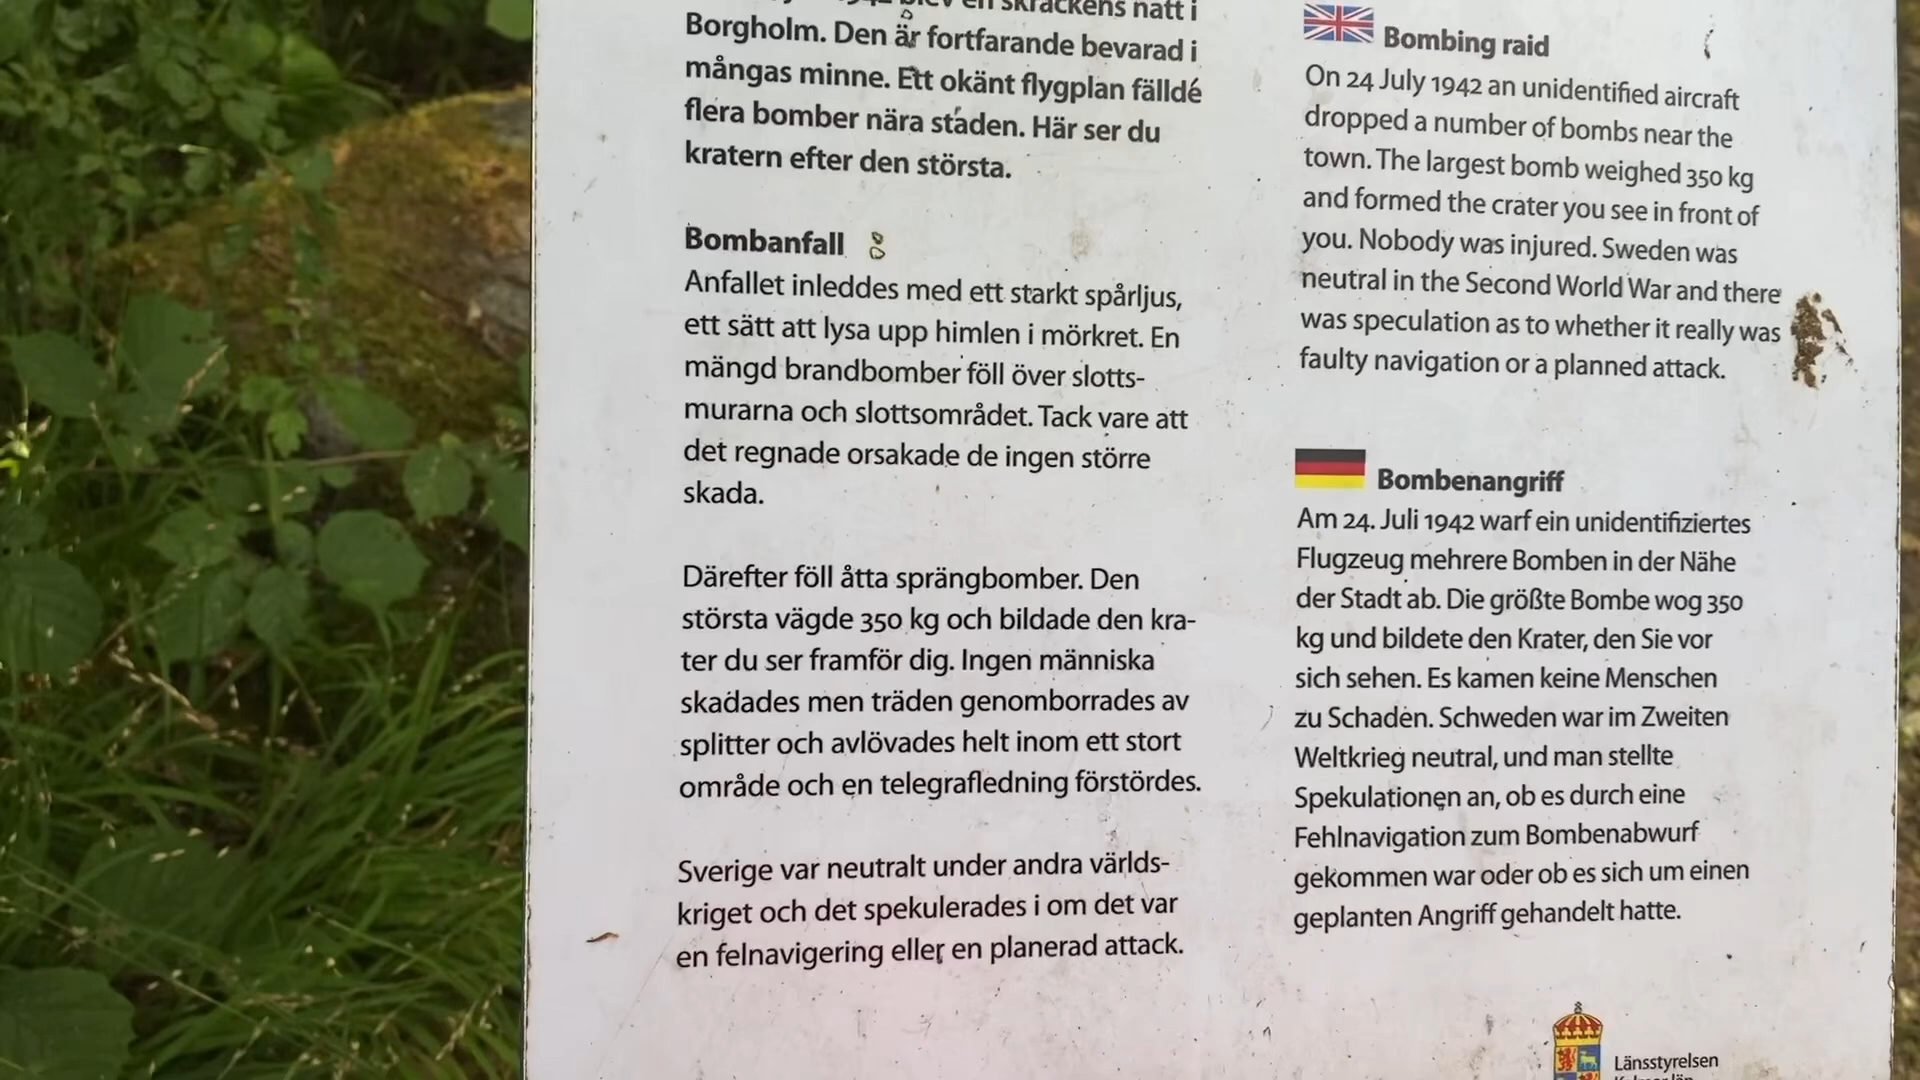 1942 blev en skräckens natt i
Borgholm. Den är fortfarande bevarad i
mångas minne. Ett okänt flygplan fällde
flera bomber nära staden. Här ser du
kratern efter den största.
Bombanfall
Anfallet inleddes med ett starkt spårljus,
ett sätt att lysa upp himlen i mörkret. En
mängd brandbomber föll över slotts-
murarna och slottsområdet. Tack vare att
det regnade orsakade de ingen större
skada.
Därefter föll åtta sprängbomber. Den
största vägde 350 kg och bildade den kra-
ter du ser framför dig. Ingen människa
skadades men träden genomborrades av
splitter och avlövades helt inom ett stort
område och en telegrafledning förstördes.
Sverige var neutralt under andra världs-
kriget och det spekulerades i om det var
en felnavigering eller en planerad attack.
Bombing raid
On 24 July 1942 an unidentified aircraft
dropped a number of bombs near the
town. The largest bomb weighed 350 kg
and formed the crater you see in front of
you. Nobody was injured. Sweden was
neutral in the Second World War and there
was speculation as to whether it really was
faulty navigation or a planned attack.
Bombenangriff
Am 24. Juli 1942 warf ein unidentifiziertes
Flugzeug mehrere Bomben in der Nähe
der Stadt ab. Die größte Bombe wog 350
kg und bildete den Krater, den Sie vor
sich sehen. Es kamen keine Menschen
zu Schaden. Schweden war im Zweiten
Weltkrieg neutral, und man stellte
Spekulationen an, ob es durch eine
Fehlnavigation zum Bombenabwurf
gekommen war oder ob es sich um einen
geplanten Angriff gehandelt hatte.
Länsstyrelsen